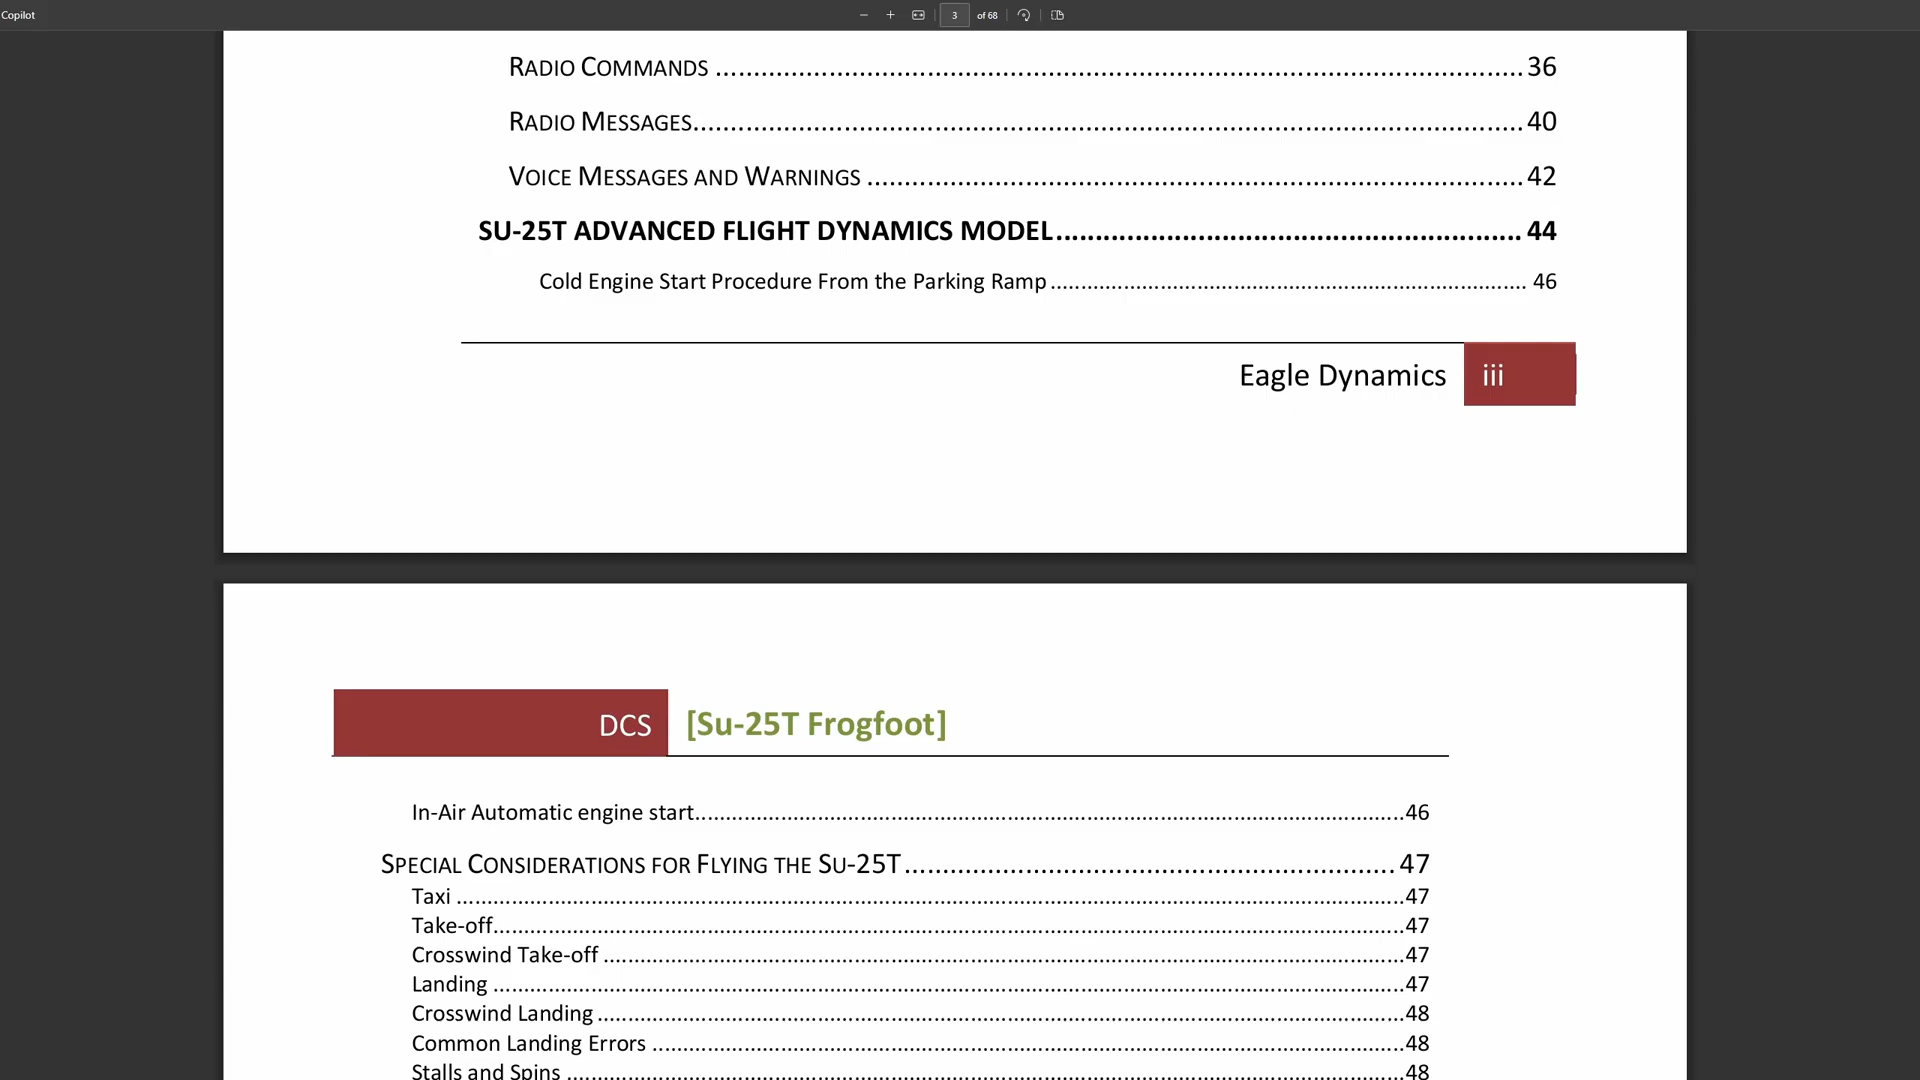 Copilot
3 of 68
RADIO COMMANDS ........................................ 36
RADIO MESSAGES........................................ 40
VOICE MESSAGES AND WARNINGS ........................................ 42
SU-25T ADVANCED FLIGHT DYNAMICS MODEL........................................ 44
Cold Engine Start Procedure From the Parking Ramp ........................................ 46
Eagle Dynamics iii
DCS [Su-25T Frogfoot]
In-Air Automatic engine start........................................46
SPECIAL CONSIDERATIONS FOR FLYING THE SU-25T ........................................ 47
Taxi ........................................47
Take-off........................................47
Crosswind Take-off ........................................47
Landing ........................................47
Crosswind Landing ........................................48
Common Landing Errors ........................................48
Stalls and Spins ........................................48